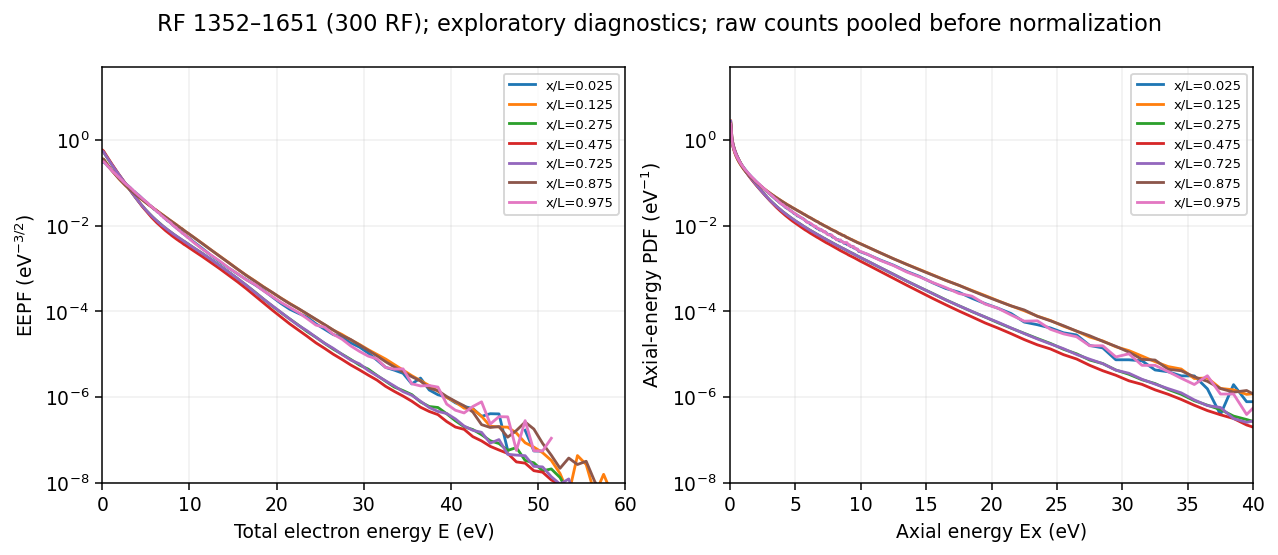 RF 1352–1651 (300 RF); exploratory diagnostics; raw counts pooled before normalization
EEPF (eV⁻³/²)
10⁰
10⁻²
10⁻⁴
10⁻⁶
10⁻⁸
0 10 20 30 40 50 60
Total electron energy E (eV)
x/L=0.025
x/L=0.125
x/L=0.275
x/L=0.475
x/L=0.725
x/L=0.875
x/L=0.975
Axial-energy PDF (eV⁻¹)
10⁰
10⁻²
10⁻⁴
10⁻⁶
10⁻⁸
0 5 10 15 20 25 30 35 40
Axial energy Ex (eV)
x/L=0.025
x/L=0.125
x/L=0.275
x/L=0.475
x/L=0.725
x/L=0.875
x/L=0.975